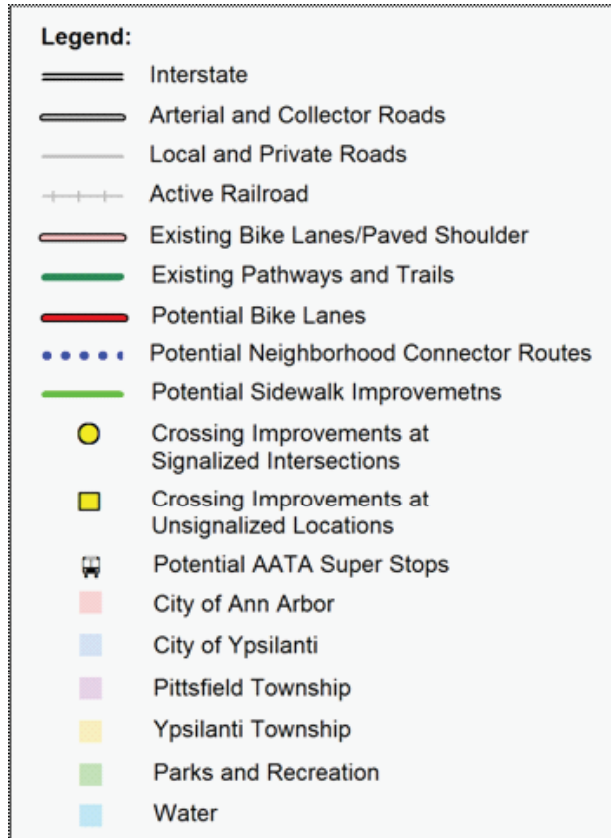 Legend:
Interstate
Arterial and Collector Roads
Local and Private Roads
Active Railroad
Existing Bike Lanes/Paved Shoulder
Existing Pathways and Trails
Potential Bike Lanes
Potential Neighborhood Connector Routes
Potential Sidewalk Improvemetns
Crossing Improvements at
Signalized Intersections
Crossing Improvements at
Unsignalized Locations
Potential AATA Super Stops
City of Ann Arbor
City of Ypsilanti
Pittsfield Township
Ypsilanti Township
Parks and Recreation
Water